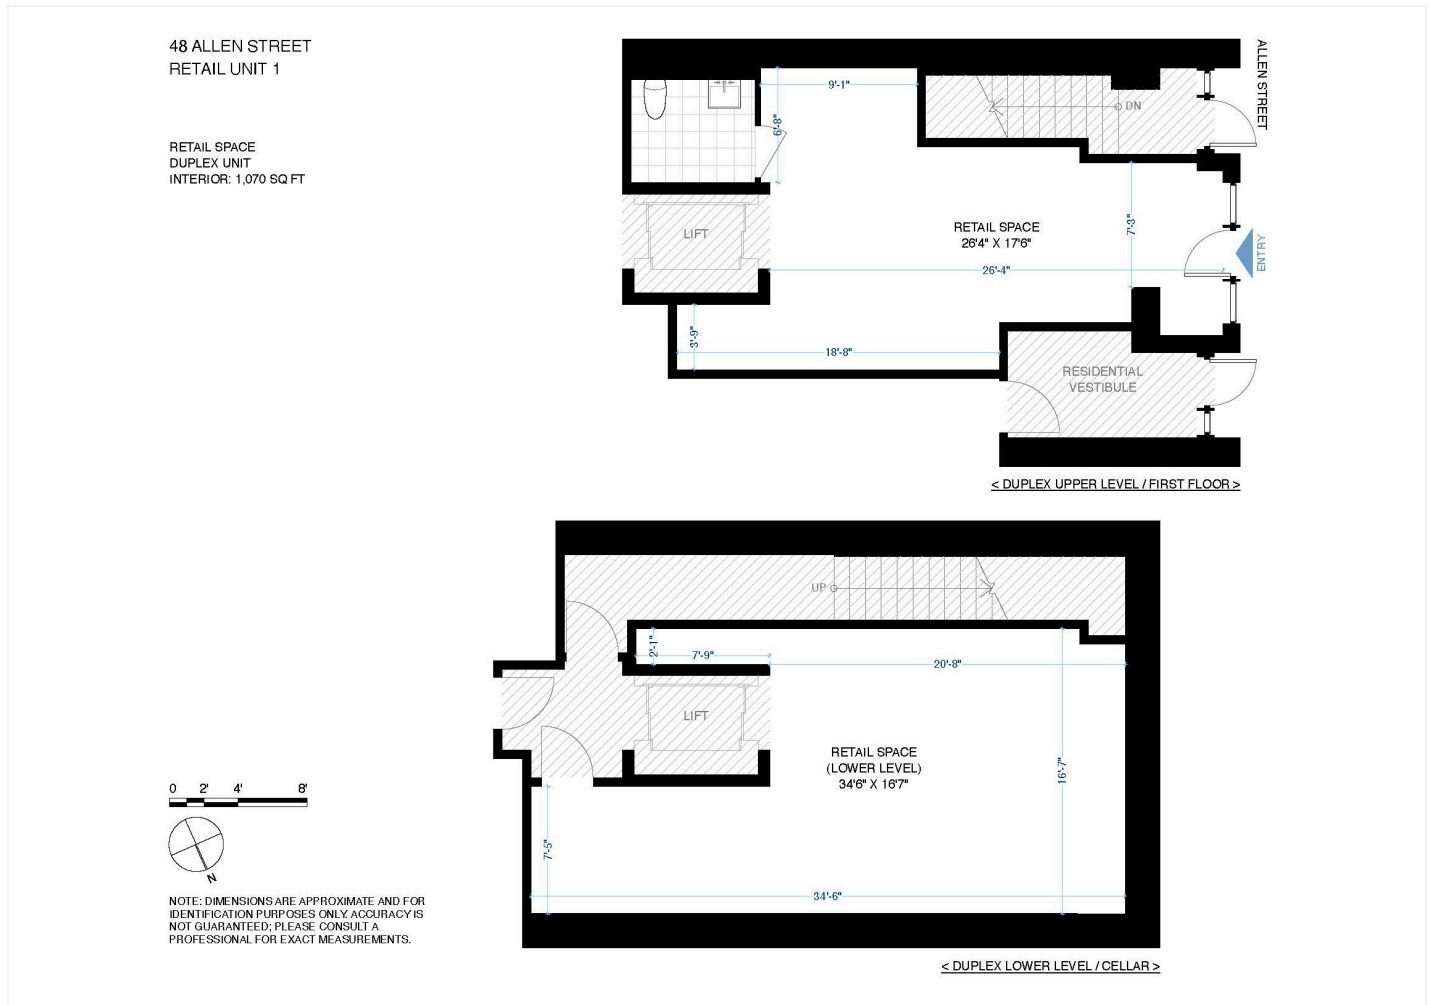 48 ALLEN STREET
RETAIL UNIT 1
RETAIL SPACE
DUPLEX UNIT
INTERIOR: 1,070 SQ FT
ALLEN STREET
9'-1"
6'-8"
DN
LIFT
RETAIL SPACE
26'4" X 17'6"
7'-3"
ENTRY
26'-4"
3'-9"
18'-8"
RESIDENTIAL
VESTIBULE
< DUPLEX UPPER LEVEL / FIRST FLOOR >
UP
2'-1"
7'-9"
20'-8"
LIFT
RETAIL SPACE
(LOWER LEVEL)
34'6" X 16'7"
16'-7"
7'-5"
34'-6"
< DUPLEX LOWER LEVEL / CELLAR >
0 2' 4' 8'
N
NOTE: DIMENSIONS ARE APPROXIMATE AND FOR
IDENTIFICATION PURPOSES ONLY. ACCURACY IS
NOT GUARANTEED; PLEASE CONSULT A
PROFESSIONAL FOR EXACT MEASUREMENTS.